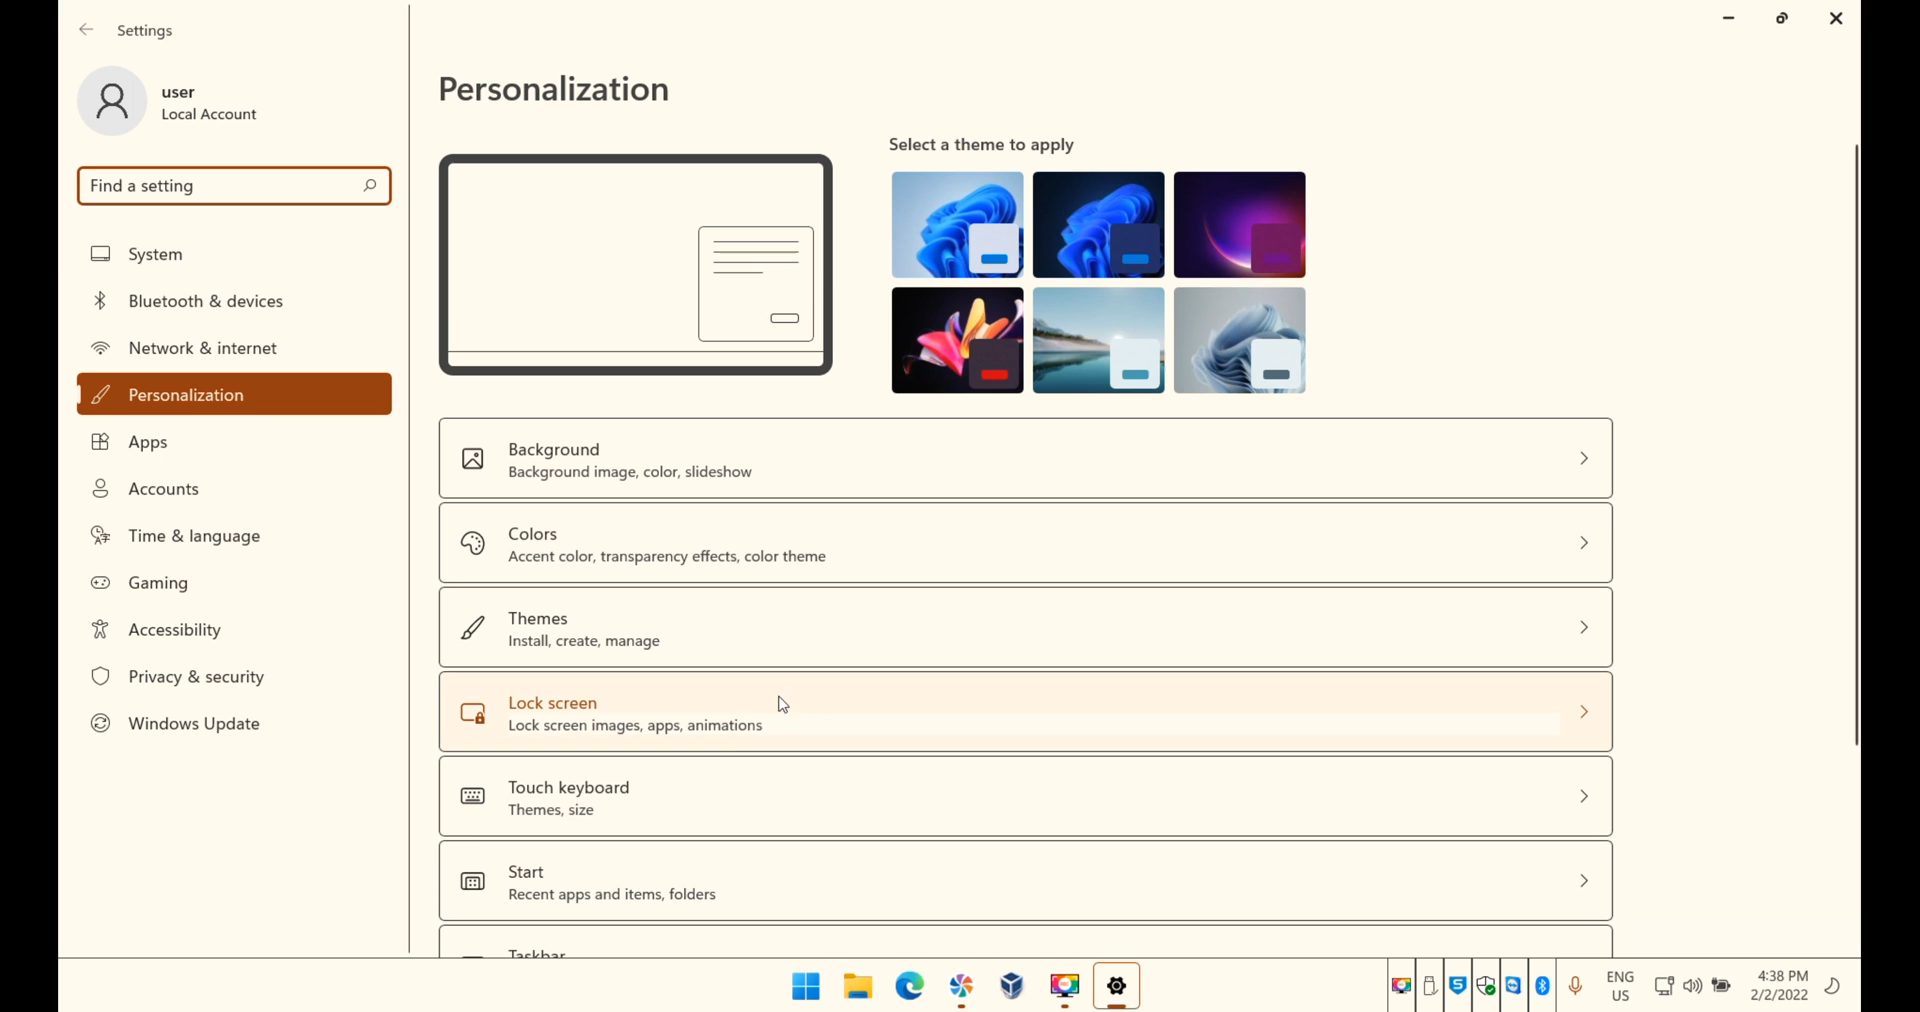 Settings
user
Local Account
Find a setting
System
Bluetooth & devices
Network & internet
Personalization
Apps
Accounts
Time & language
Gaming
Accessibility
Privacy & security
Windows Update
Personalization
Select a theme to apply
Background
Background image, color, slideshow
Colors
Accent color, transparency effects, color theme
Themes
Install, create, manage
Lock screen
Lock screen images, apps, animations
Touch keyboard
Themes, size
Start
Recent apps and items, folders
Taskbar
ENG
US
4:38 PM
2/2/2022